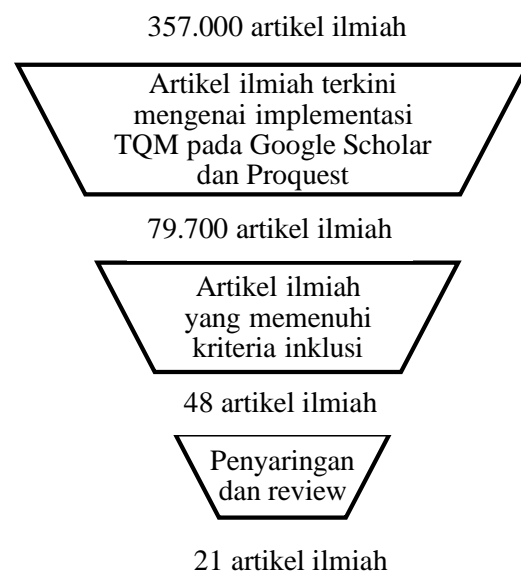 357.000 artikel ilmiah
Artikel ilmiah terkini
mengenai implementasi
TQM pada Google Scholar
dan Proquest
79.700 artikel ilmiah
Artikel ilmiah
yang memenuhi
kriteria inklusi
48 artikel ilmiah
Penyaringan
dan review
21 artikel ilmiah